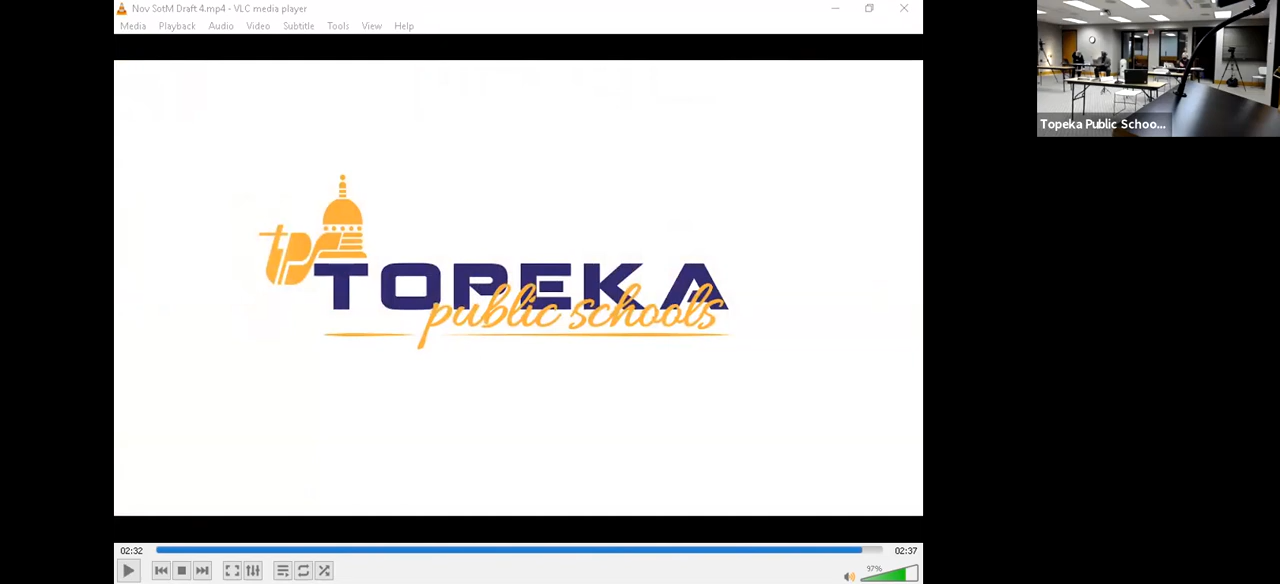 Nov SotM Draft 4.mp4 - VLC media player
Media Playback Audio Video Subtitle Tools View Help
Topeka Public Schoo...
tps
TOPEKA
public schools
02:32
02:37
97%